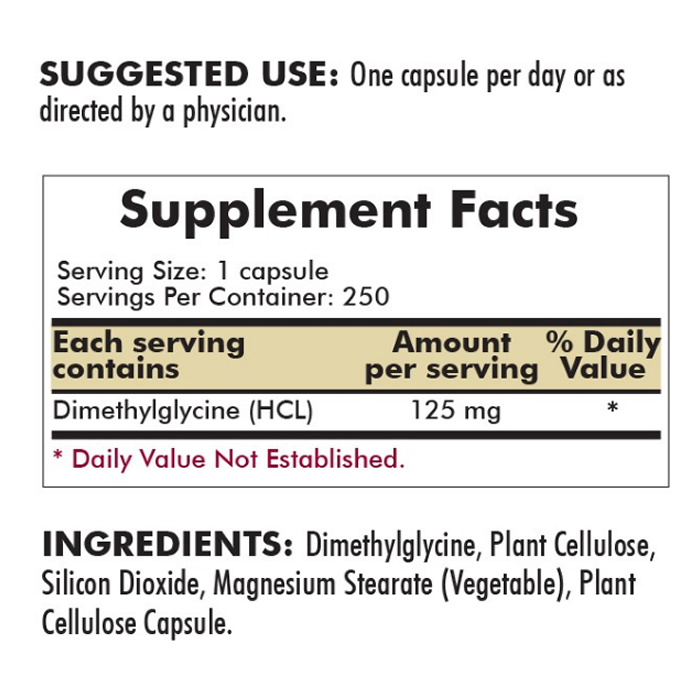 SUGGESTED USE: One capsule per day or as
directed by a physician.
Supplement Facts
Serving Size: 1 capsule
Servings Per Container: 250
Each serving contains Amount per serving % Daily Value
Dimethylglycine (HCL) 125 mg *
* Daily Value Not Established.
INGREDIENTS: Dimethylglycine, Plant Cellulose,
Silicon Dioxide, Magnesium Stearate (Vegetable), Plant
Cellulose Capsule.